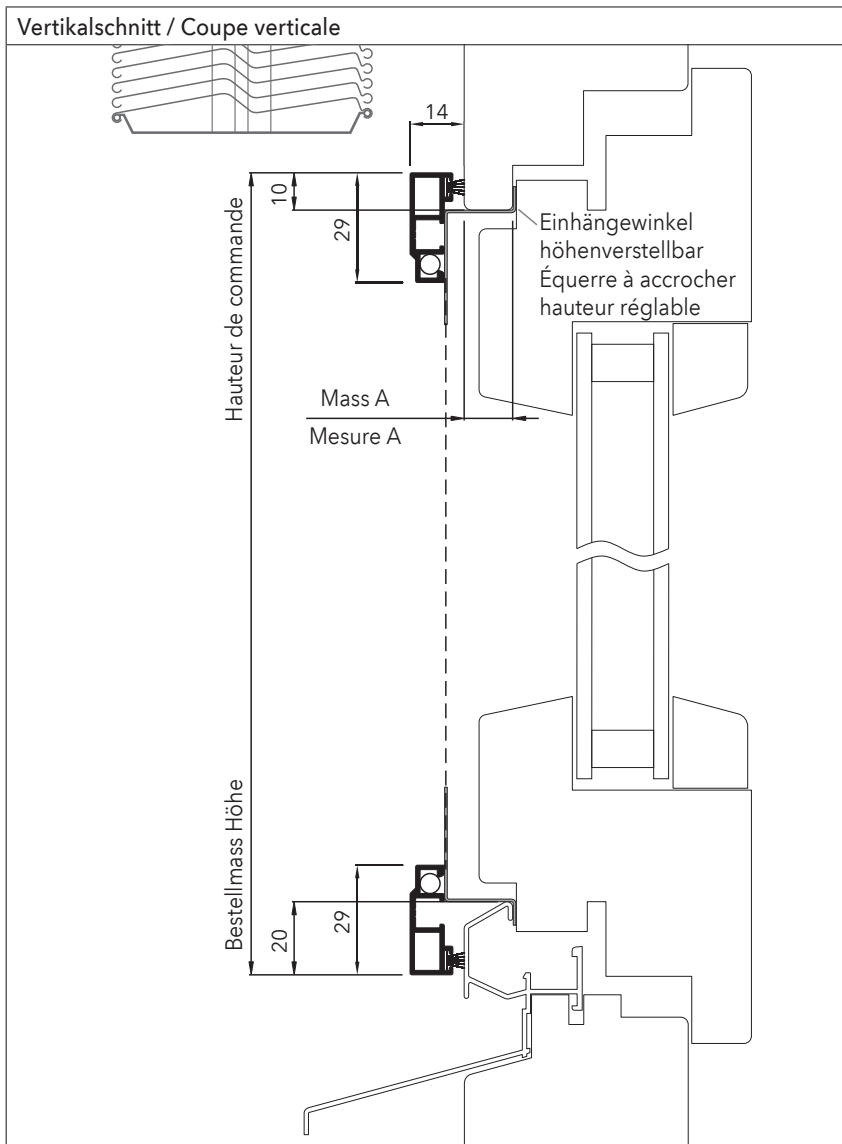 Vertikalschnitt / Coupe verticale
14
10
29
Hauteur de commande
Einhängewinkel
höhenverstellbar
Équerre à accrocher
hauteur réglable
Mass A
Mesure A
Bestellmass Höhe
20
29